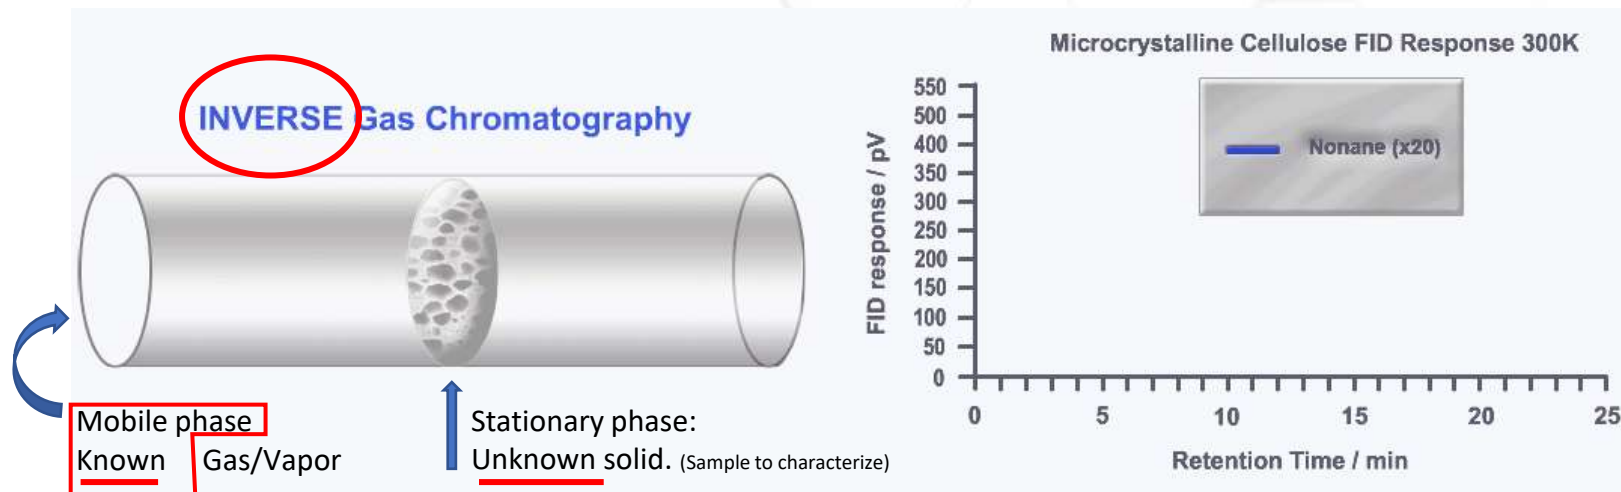 INVERSE Gas Chromatography
Mobile phase
Known Gas/Vapor
Stationary phase:
Unknown solid. (Sample to characterize)
Microcrystalline Cellulose FID Response 300K
Nonane (x20)
FID response / pV
550
500
400
350
300
250
200
150
100
50
0
0 5 10 15 20 25
Retention Time / min